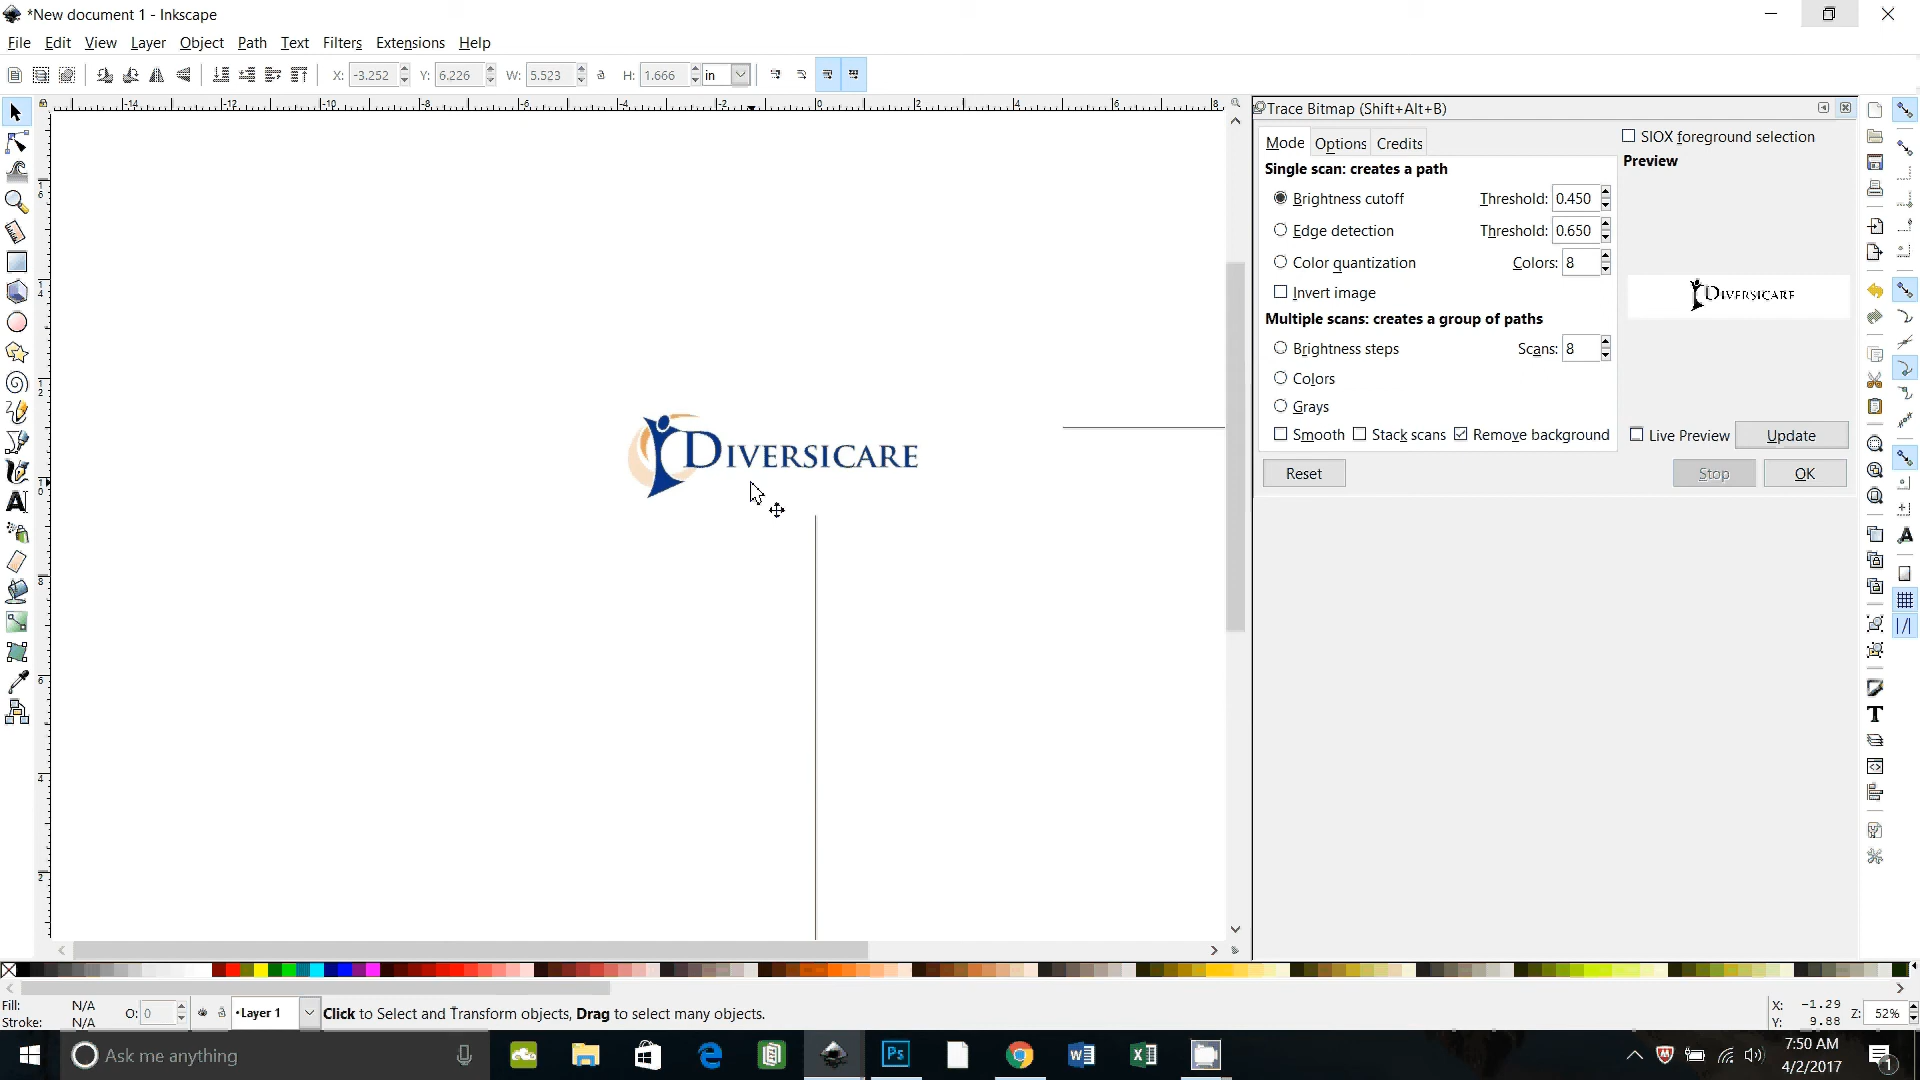 *New document 1 - Inkscape
File Edit View Layer Object Path Text Filters Extensions Help
X: -3.252 Y: 6.226 W: 5.523 H: 1.666 in
Trace Bitmap (Shift+Alt+B)
Mode Options Credits
SIOX foreground selection
Single scan: creates a path
Preview
Brightness cutoff Threshold: 0.450
Edge detection Threshold: 0.650
Color quantization Colors: 8
Invert image
DIVERSICARE
Multiple scans: creates a group of paths
Brightness steps Scans: 8
Colors
Grays
Smooth Stack scans Remove background
Live Preview Update
Reset Stop OK
DIVERSICARE
Fill: N/A
Stroke: N/A
O: 0
•Layer 1
Click to Select and Transform objects, Drag to select many objects.
X: -1.29
Y: 9.88
Z: 52%
Ask me anything
Ps
7:50 AM
4/2/2017
1